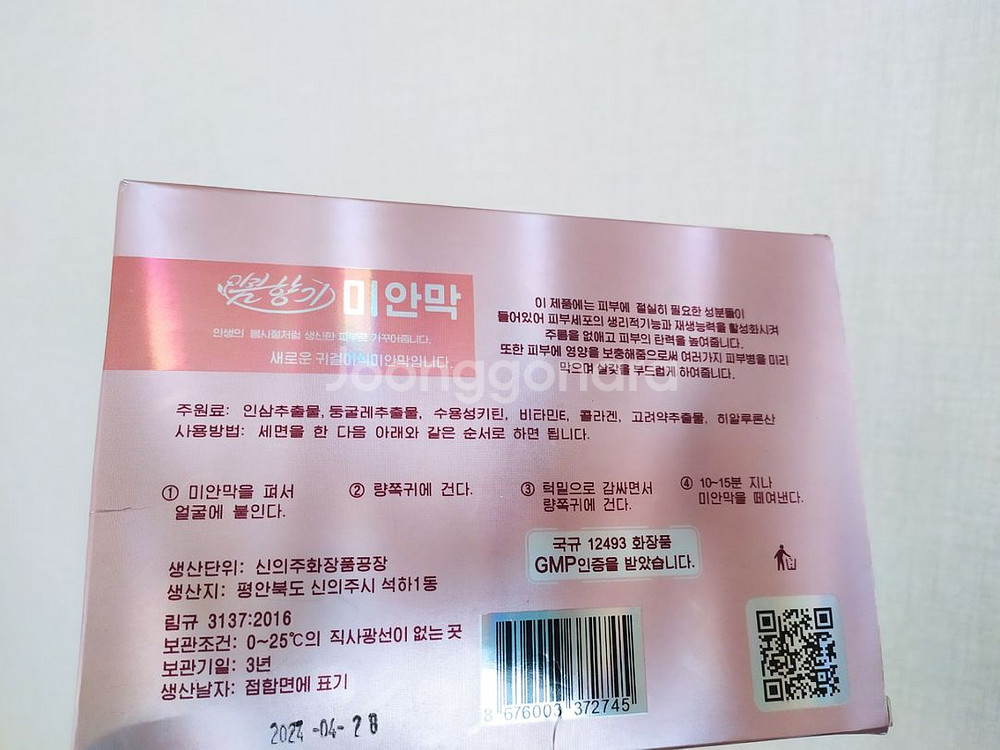 봄향기 미안막
인생의 봄시절처럼 생신한 피부로 가꾸어줍니다.
새로운 귀걸이식미안막입니다.
이 제품에는 피부에 절실히 필요한 성분들이
들어있어 피부세포의 생리적기능과 재생능력을 활성화시켜
주름을 없애고 피부의 탄력을 높여줍니다.
또한 피부에 영양을 보충해줌으로써 여러가지 피부병을 미리
막으며 살갗을 부드럽게 하여줍니다.
Joonggonara
주원료: 인삼추출물, 둥굴레추출물, 수용성키틴, 비타민E, 콜라겐, 고려약추출물, 히알루론산
사용방법: 세면을 한 다음 아래와 같은 순서로 하면 됩니다.
① 미안막을 펴서
얼굴에 붙인다.
② 량쪽귀에 건다.
③ 턱밑으로 감싸면서
량쪽귀에 건다.
④ 10~15분 지나
미안막을 떼여낸다.
국규 12493 화장품
GMP인증을 받았습니다.
생산단위: 신의주화장품공장
생산지: 평안북도 신의주시 석하1동
림규 3137:2016
보관조건: 0~25℃의 직사광선이 없는 곳
보관기일: 3년
생산날자: 접합면에 표기
2024-04-28
8 676003 372745